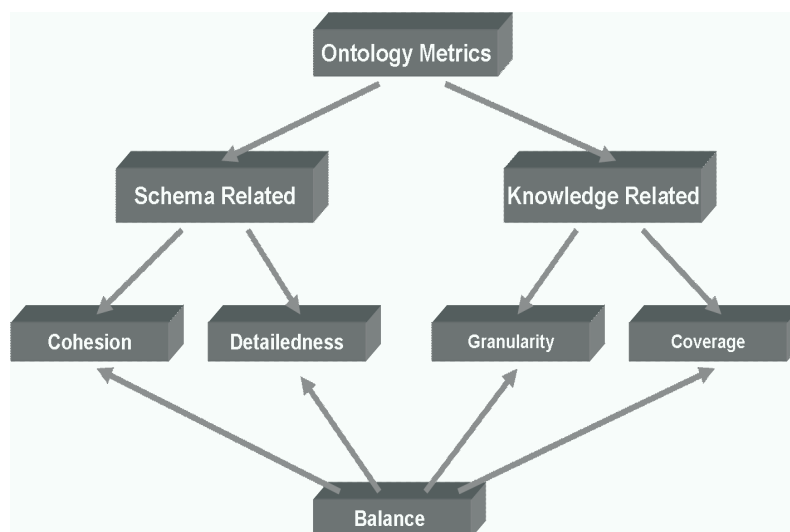 Ontology Metrics
Schema Related
Knowledge Related
Cohesion
Detailedness
Granularity
Coverage
Balance